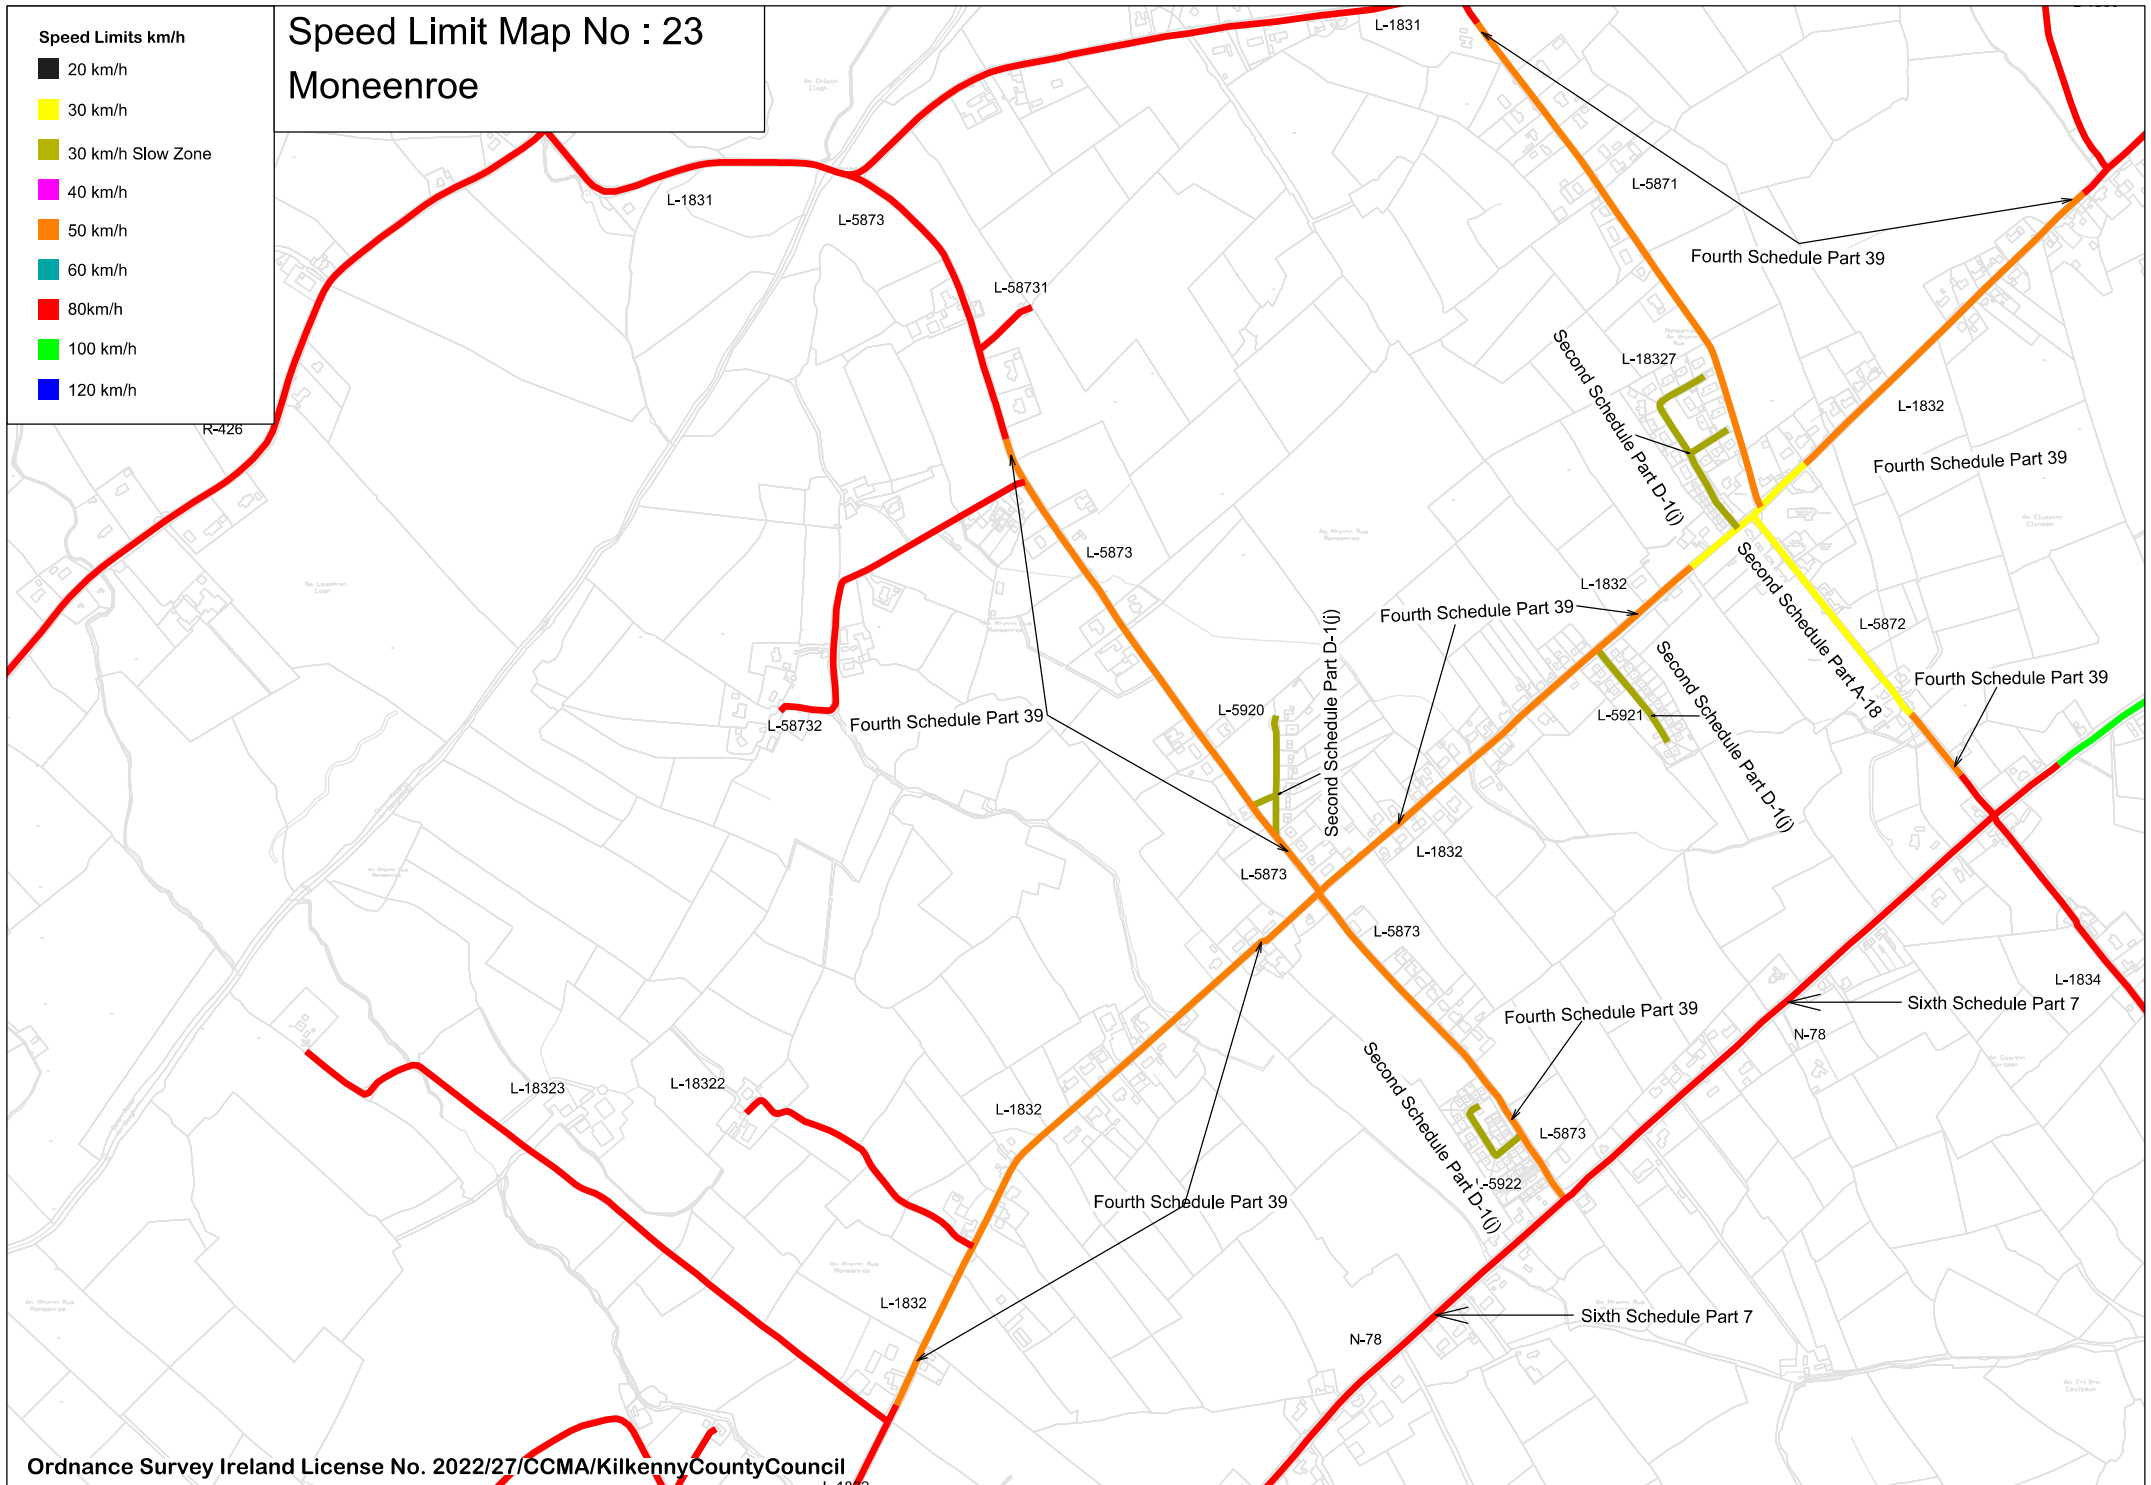 Speed Limit Map No : 23
Moneenroe
Speed Limits km/h
20 km/h
30 km/h
30 km/h Slow Zone
40 km/h
50 km/h
60 km/h
80km/h
100 km/h
120 km/h
R-426
L-1831
L-1831
L-5873
L-58731
L-5871
Fourth Schedule Part 39
L-18327
Second Schedule Part D-1(j)
L-1832
Fourth Schedule Part 39
L-5873
L-1832
Fourth Schedule Part 39
Second Schedule Part A-18
L-5872
Second Schedule Part D-1(j)
Second Schedule Part D-1(j)
Fourth Schedule Part 39
L-58732
Fourth Schedule Part 39
L-5920
L-5921
L-5873
L-1832
L-5873
L-1834
Sixth Schedule Part 7
N-78
Fourth Schedule Part 39
Second Schedule Part D-1(j)
L-18323
L-18322
L-1832
L-5873
L-5922
Fourth Schedule Part 39
L-1832
N-78
Sixth Schedule Part 7
Ordnance Survey Ireland License No. 2022/27/CCMA/KilkennyCountyCouncil